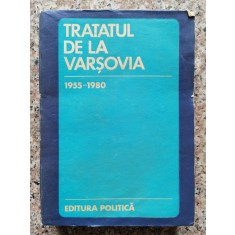 TRATATUL
DE LA
VARȘOVIA
1955-1980
EDITURA POLITICĂ